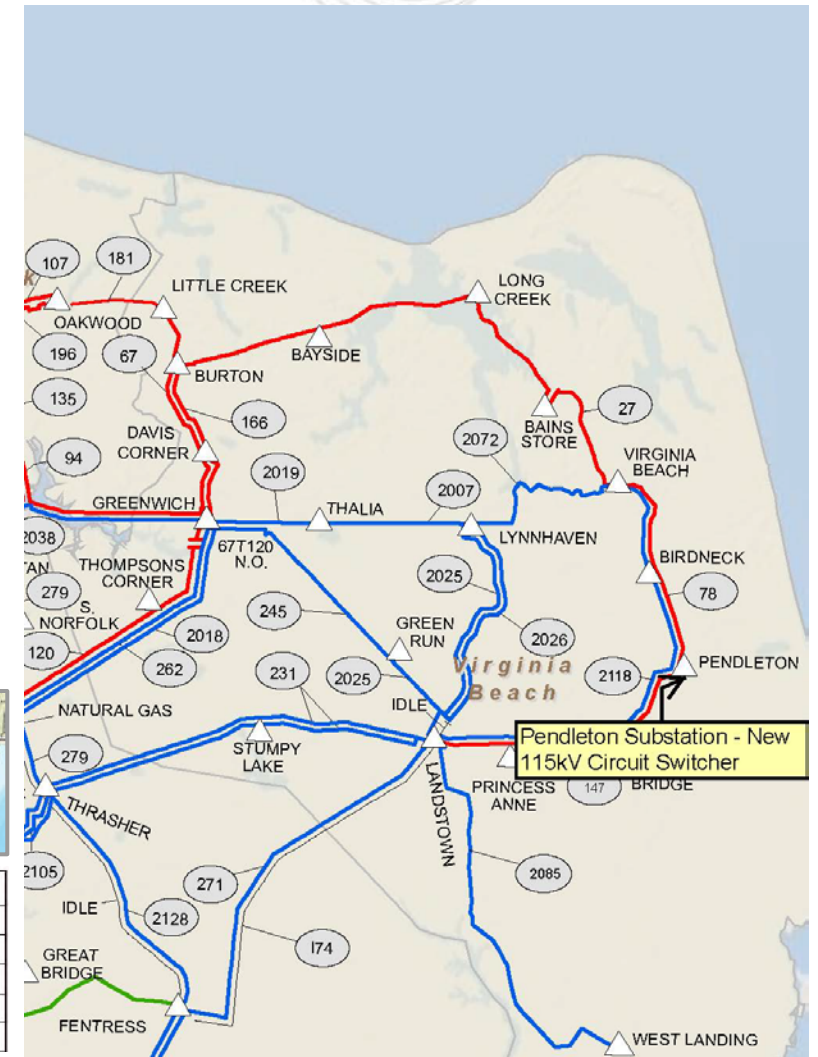 107
181
LITTLE CREEK
LONG
CREEK
OAKWOOD
196
67
BAYSIDE
BURTON
135
166
27
BAINS
STORE
DAVIS
CORNER
2072
94
VIRGINIA
BEACH
2019
2007
GREENWICH
THALIA
LYNNHAVEN
2038
67T120
N.O.
BIRDNECK
THOMPSONS
CORNER
2025
78
279
245
GREEN
RUN
S.
NORFOLK
2018
2026
120
262
231
2025
Virginia
Beach
2118
PENDLETON
IDLE
NATURAL GAS
STUMPY
LAKE
Pendleton Substation - New
115kV Circuit Switcher
279
LANDSTOWN
PRINCESS
ANNE
147
BRIDGE
THRASHER
2105
271
2085
IDLE
2128
I74
GREAT
BRIDGE
FENTRESS
WEST LANDING